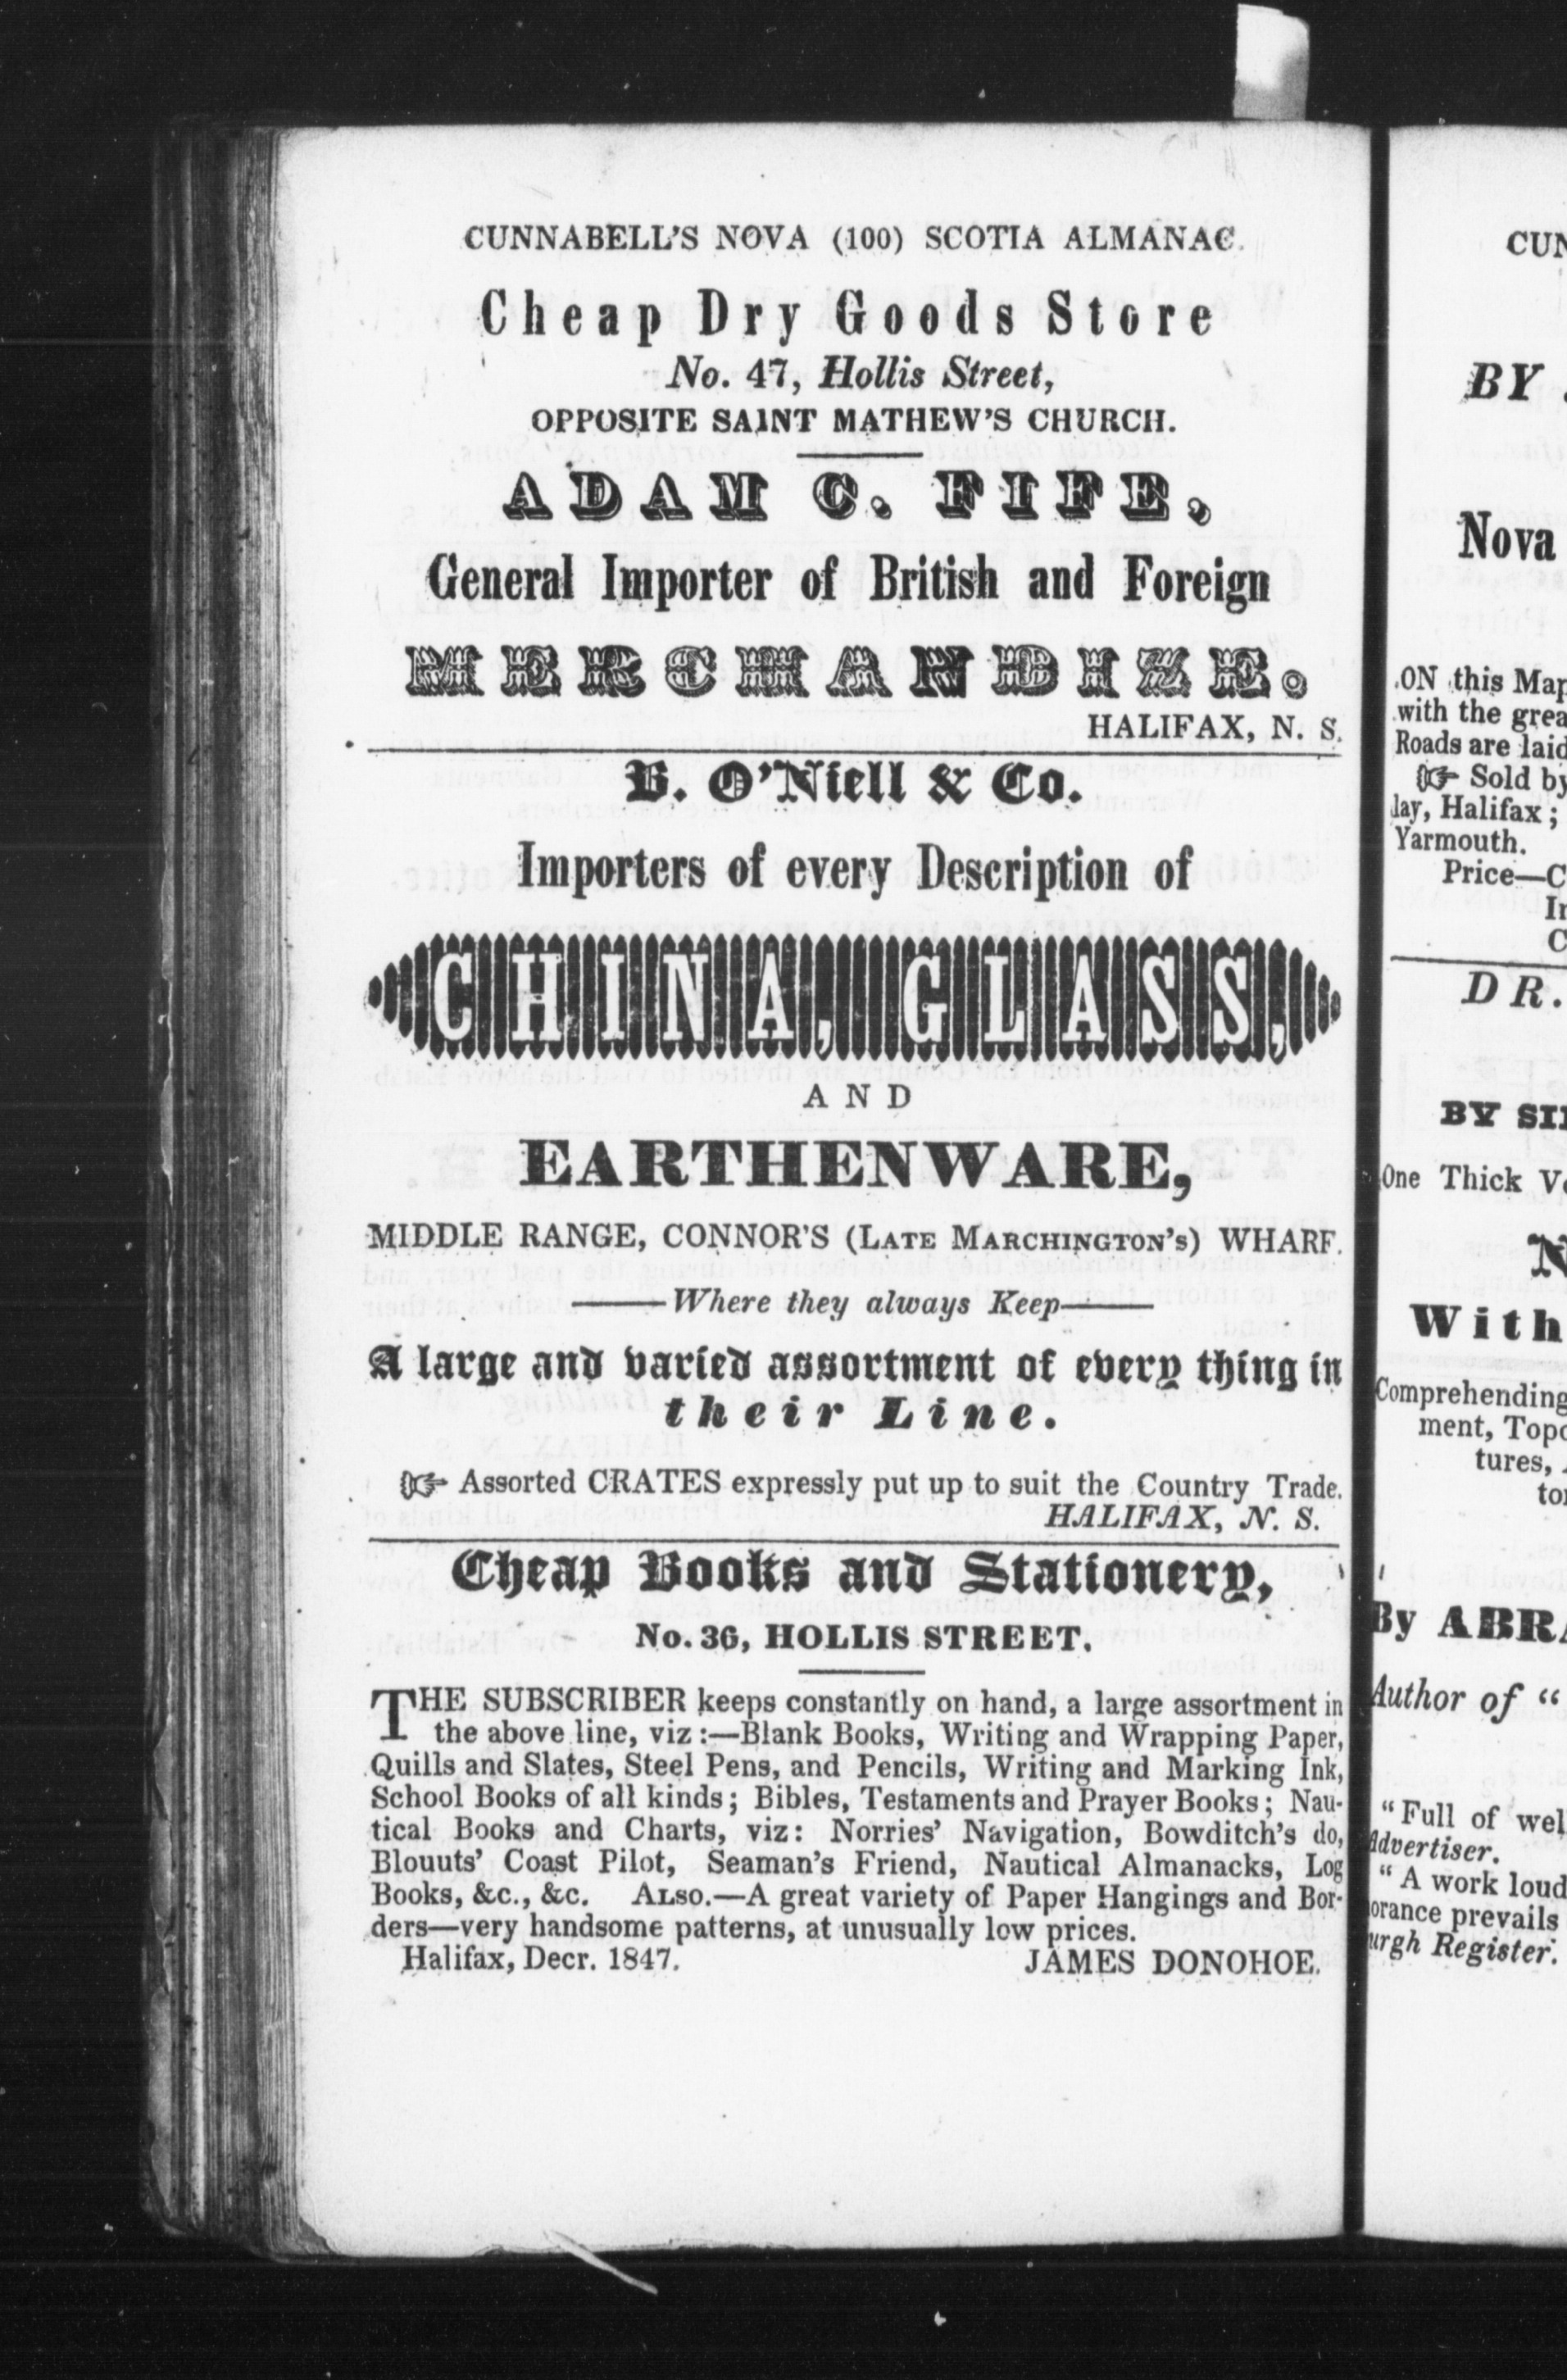 CUNNABELL'S NOVA (100) SCOTIA ALMANAC.
Cheap Dry Goods Store
No. 47, Hollis Street,
OPPOSITE SAINT MATHEW'S CHURCH.
ADAM C. FIFE,
General Importer of British and Foreign
MERCHANDIZE.
HALIFAX, N. S.
B. O'Niell & Co.
Importers of every Description of
CHINA, GLASS,
AND
EARTHENWARE,
MIDDLE RANGE, CONNOR'S (LATE MARCHINGTON'S) WHARF.
——Where they always Keep——
A large and varied assortment of every thing in
their Line.
☞ Assorted CRATES expressly put up to suit the Country Trade.
HALIFAX, N. S.
Cheap Books and Stationery,
No. 36, HOLLIS STREET.
THE SUBSCRIBER keeps constantly on hand, a large assortment in
the above line, viz:—Blank Books, Writing and Wrapping Paper,
Quills and Slates, Steel Pens, and Pencils, Writing and Marking Ink,
School Books of all kinds; Bibles, Testaments and Prayer Books; Nau-
tical Books and Charts, viz: Norries' Navigation, Bowditch's do,
Blouuts' Coast Pilot, Seaman's Friend, Nautical Almanacks, Log
Books, &c., &c. ALSO.—A great variety of Paper Hangings and Bor-
ders—very handsome patterns, at unusually low prices.
Halifax, Decr. 1847. JAMES DONOHOE.
CUN
BY
Nova
ON this Map
with the grea
Roads are laid
☞ Sold by
day, Halifax;
Yarmouth.
Price—C
In
C
DR.
BY SI
One Thick V
N
With
Comprehending
ment, Topo
tures,
to
By ABRA
Author of "
"Full of wel
Advertiser.
"A work loud
orance prevails
urgh Register.